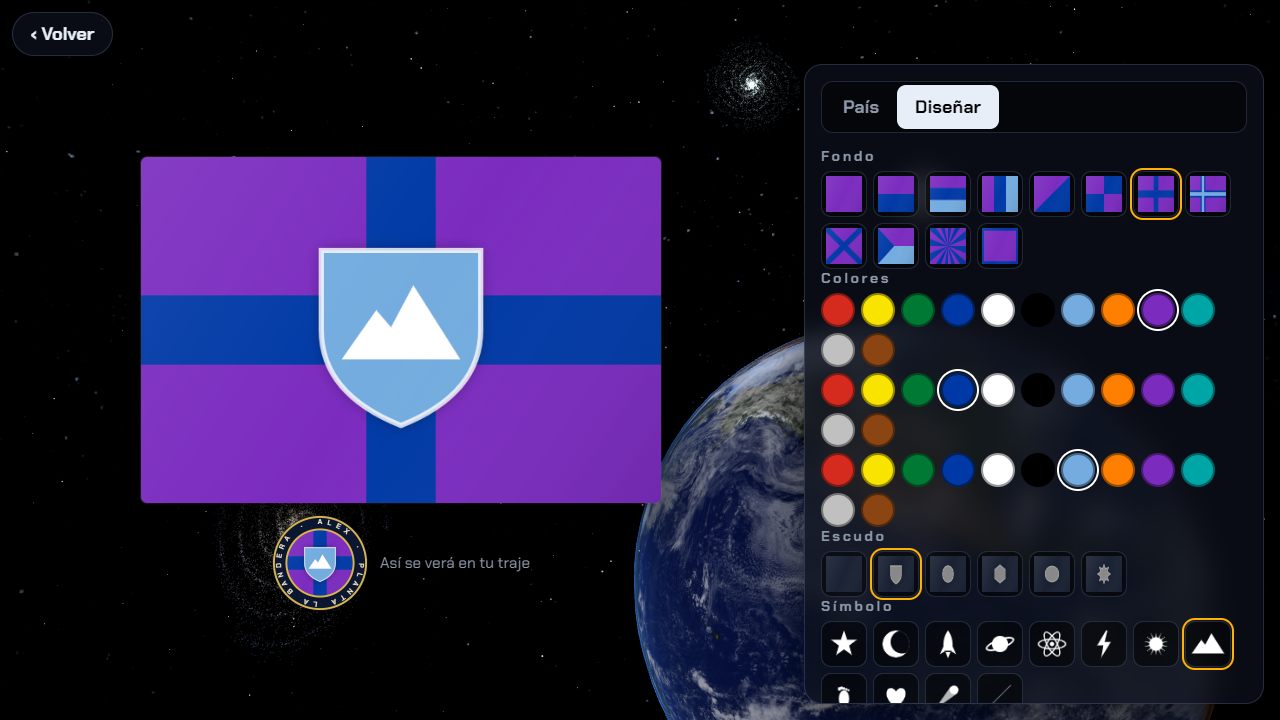 ‹ Volver
País
Diseñar
Fondo
Colores
Escudo
Símbolo
· ALEX · PLANTA LA BANDERA
Así se verá en tu traje